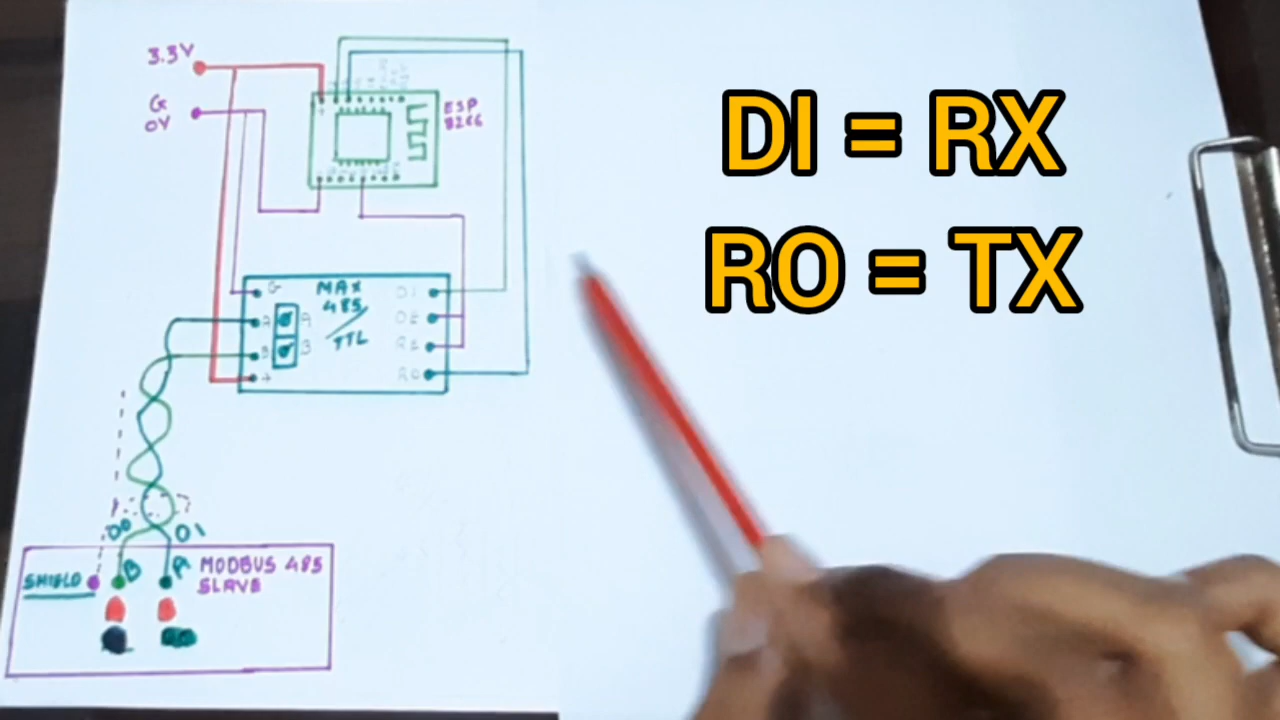 3.3V
G
0V
ESP
8266
DI = RX
RO = TX
G
MAX
485
TTL
DI
DE
RE
RO
A
A
B
B
+
D0
D1
B
A
SHIELD
MODBUS 485
SLAVE